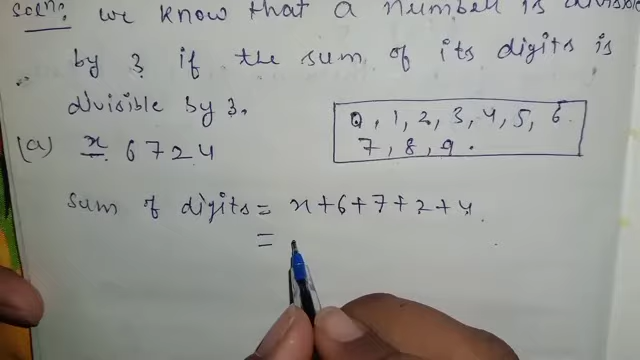 Soln: we know that a number is divisible
by 3 if the sum of its digits is
divisible by 3.
0, 1, 2, 3, 4, 5, 6
7, 8, 9.
(a) x 6 7 2 4
Sum of digits = x+6+7+2+4
=